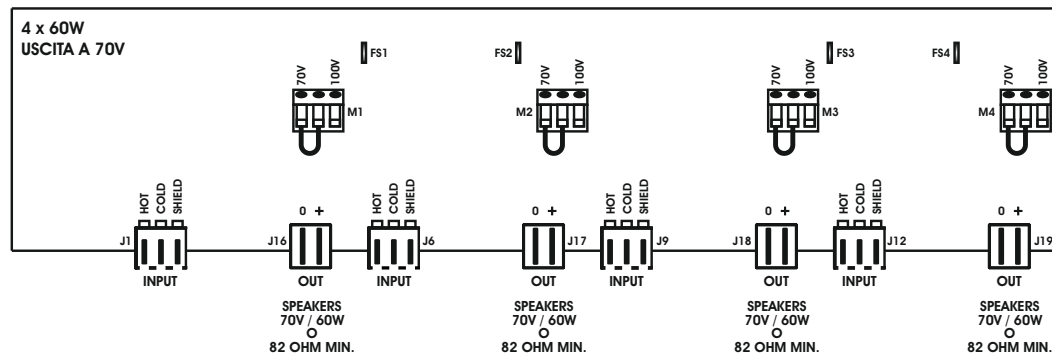 4 x 60W
USCITA A 70V
FS1
FS2
FS3
FS4
70V 100V
M1
70V 100V
M2
70V 100V
M3
70V 100V
M4
HOT COLD SHIELD
J1
INPUT
0 +
J16
OUT
SPEAKERS
70V / 60W
O
82 OHM MIN.
HOT COLD SHIELD
J6
INPUT
0 +
J17
OUT
SPEAKERS
70V / 60W
O
82 OHM MIN.
HOT COLD SHIELD
J9
INPUT
0 +
J18
OUT
SPEAKERS
70V / 60W
O
82 OHM MIN.
HOT COLD SHIELD
J12
INPUT
0 +
J19
OUT
SPEAKERS
70V / 60W
O
82 OHM MIN.